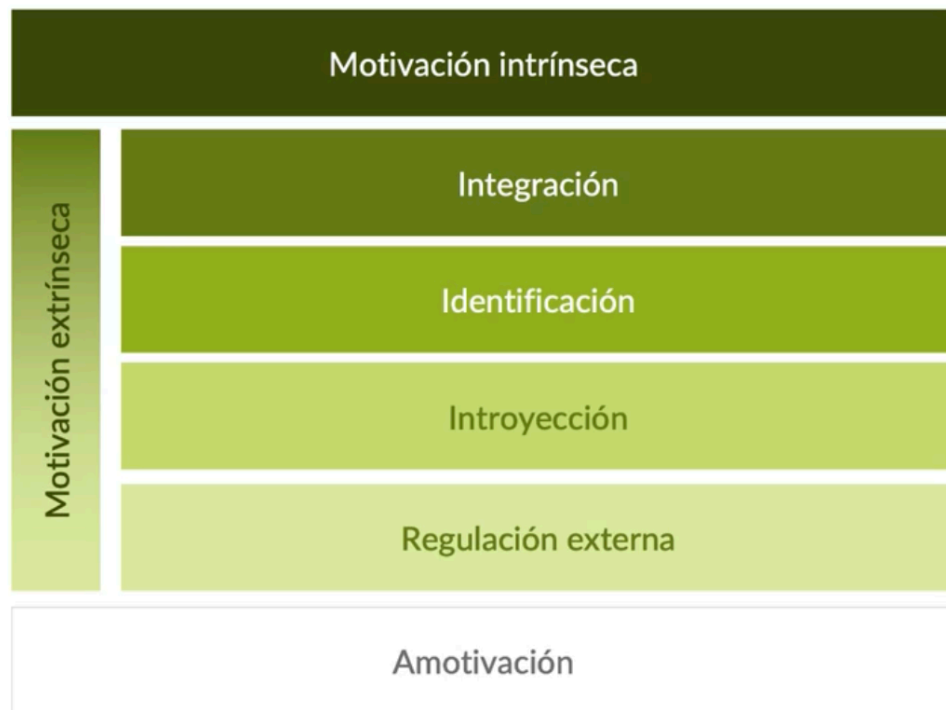 Motivación intrínseca
Motivación extrínseca
Integración
Identificación
Introyección
Regulación externa
Amotivación